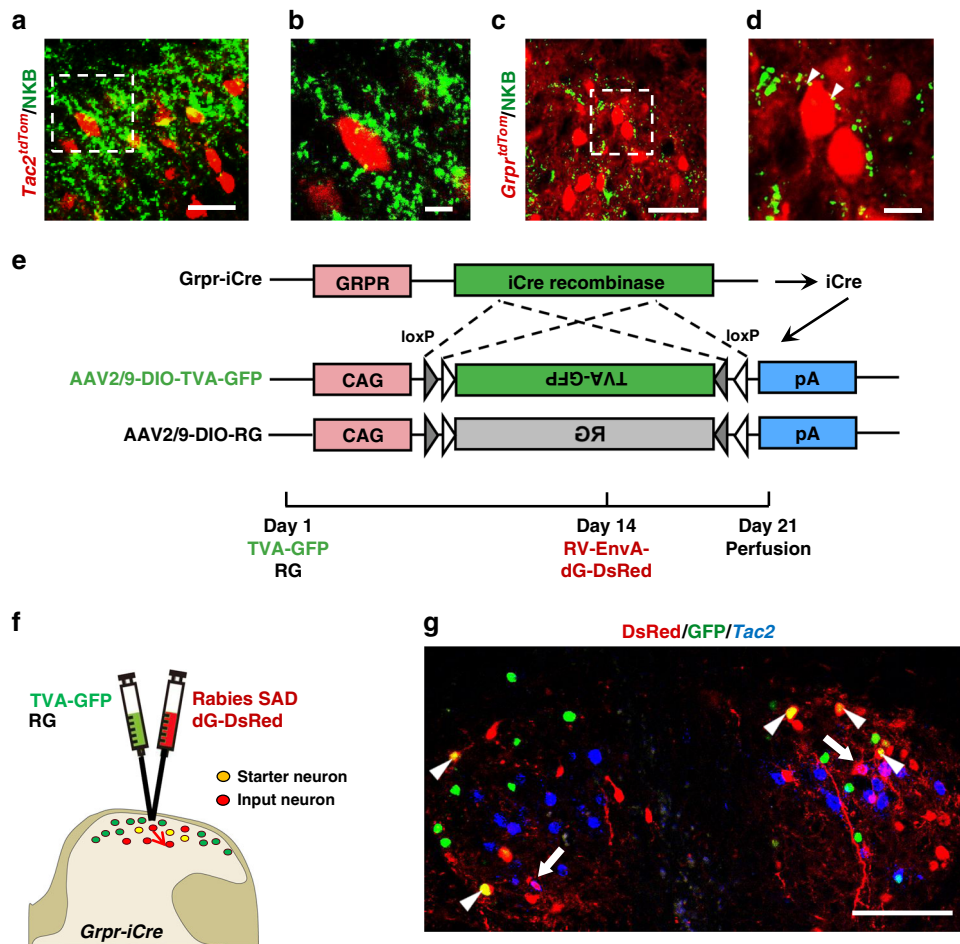 a
b
c
d
Tac2tdTom/NKB
GrprtdTom/NKB
e
Grpr-iCre
GRPR
iCre recombinase
iCre
loxP
loxP
AAV2/9-DIO-TVA-GFP
CAG
TVA-GFP
pA
AAV2/9-DIO-RG
CAG
RG
pA
Day 1
TVA-GFP
RG
Day 14
RV-EnvA-
dG-DsRed
Day 21
Perfusion
f
TVA-GFP
RG
Rabies SAD
dG-DsRed
Starter neuron
Input neuron
Grpr-iCre
g
DsRed/GFP/Tac2